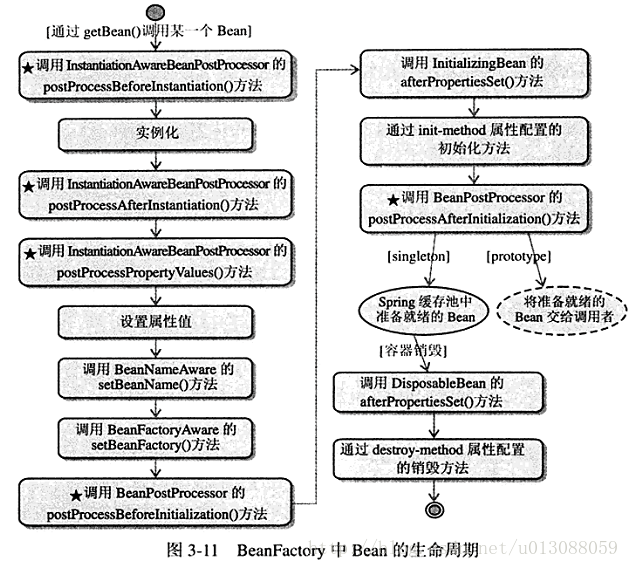 [通过 getBean()调用某一个 Bean]
★调用 InstantiationAwareBeanPostProcessor 的
postProcessBeforeInstantiation()方法
实例化
★调用 InstantiationAwareBeanPostProcessor 的
postProcessAfterInstantiation()方法
★调用 InstantiationAwareBeanPostProcessor 的
postProcessPropertyValues()方法
设置属性值
调用 BeanNameAware 的
setBeanName()方法
调用 BeanFactoryAware 的
setBeanFactory()方法
★调用 BeanPostProcessor 的
postProcessBeforeInitialization()方法
调用 InitializingBean 的
afterPropertiesSet()方法
通过 init-method 属性配置的
初始化方法
★调用 BeanPostProcessor 的
postProcessAfterInitialization()方法
[singleton]
[prototype]
Spring 缓存池中
准备就绪的 Bean
将准备就绪的
Bean 交给调用者
[容器销毁]
调用 DisposableBean 的
afterPropertiesSet()方法
通过 destroy-method 属性配置
的销毁方法
图 3-11 BeanFactory 中 Bean 的生命周期
http://blog.csdn.net/u013088059